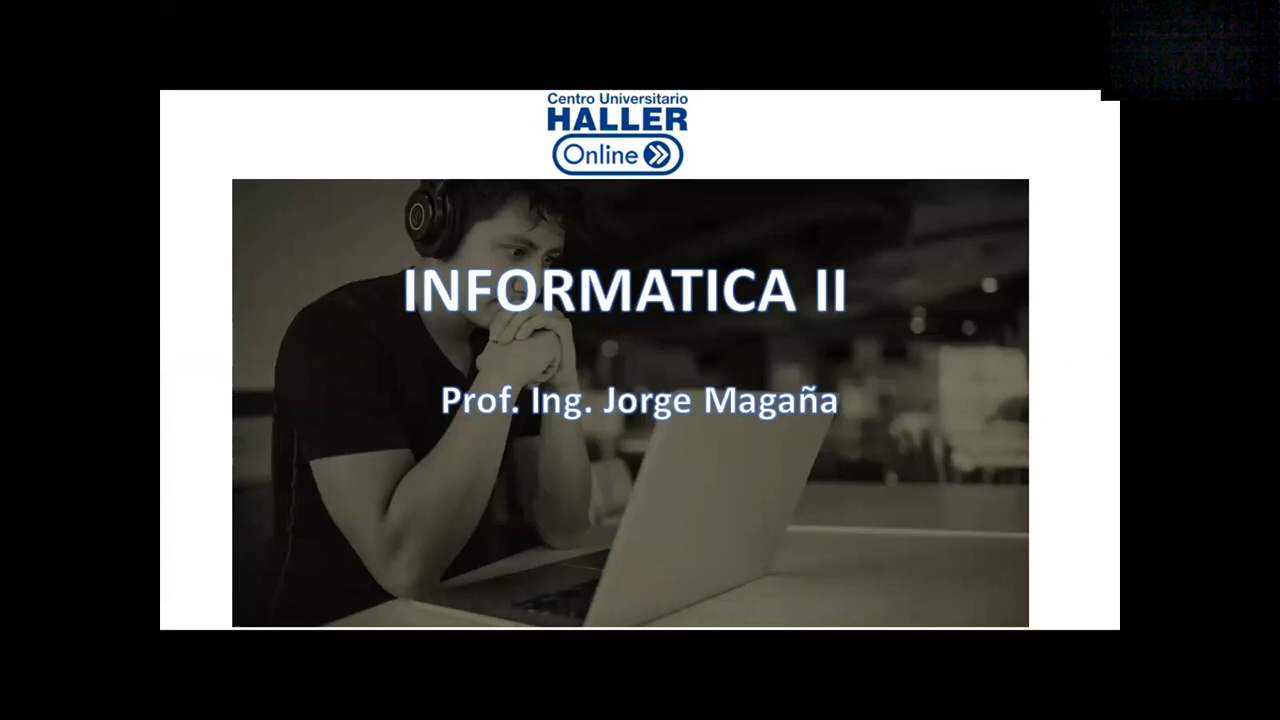 Centro Universitario
HALLER
Online
INFORMATICA II
Prof. Ing. Jorge Magaña